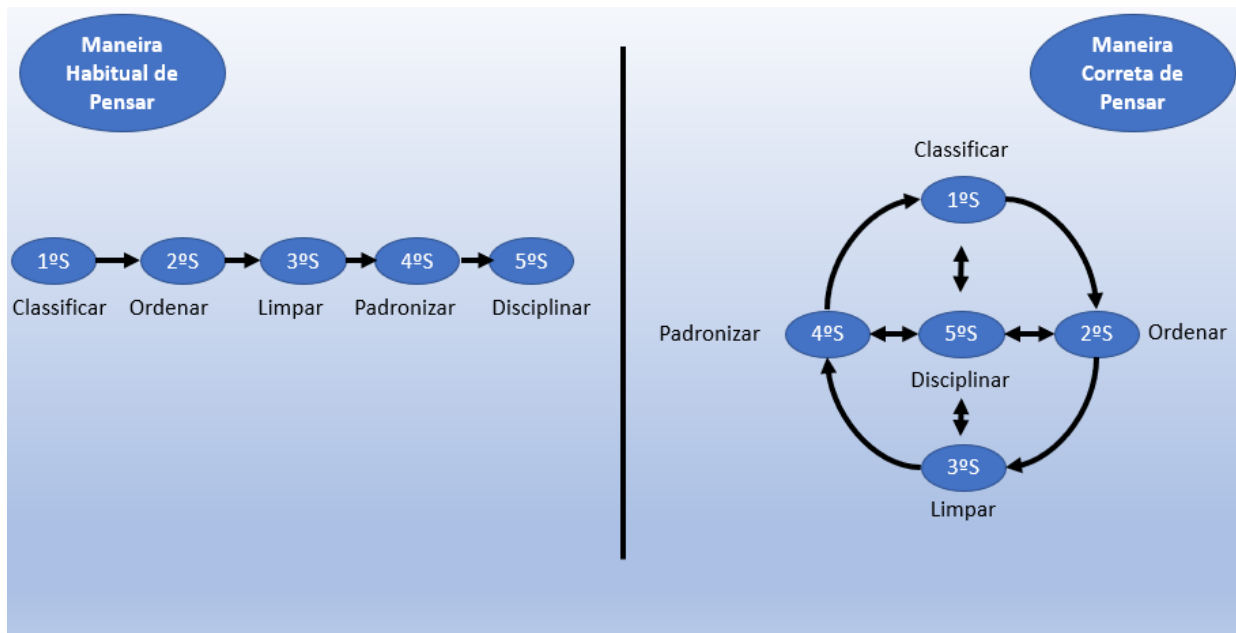 Maneira
Habitual de
Pensar
1ºS
2ºS
3ºS
4ºS
5ºS
Classificar
Ordenar
Limpar
Padronizar
Disciplinar
Maneira
Correta de
Pensar
Classificar
1ºS
Padronizar
4ºS
5ºS
2ºS
Ordenar
Disciplinar
3ºS
Limpar